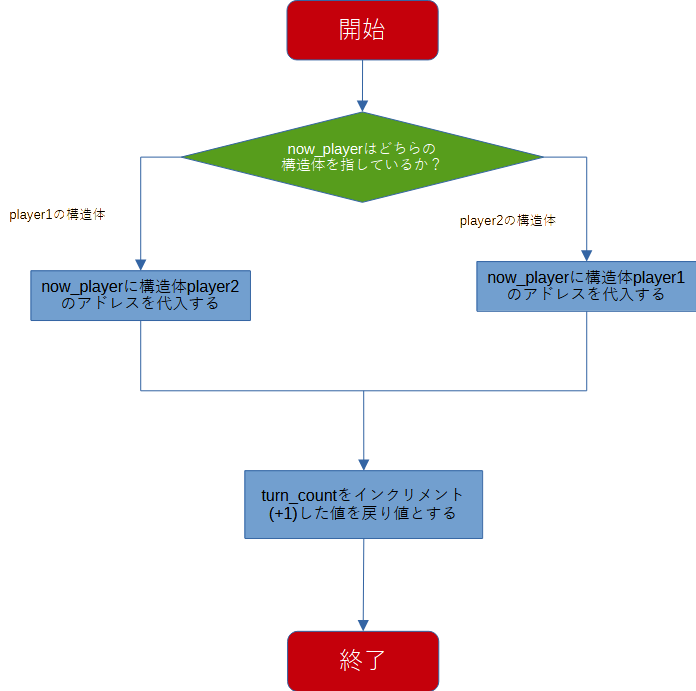 開始
now_playerはどちらの
構造体を指しているか？
player1の構造体
player2の構造体
now_playerに構造体player2
のアドレスを代入する
now_playerに構造体player1
のアドレスを代入する
turn_countをインクリメント
(+1)した値を戻り値とする
終了